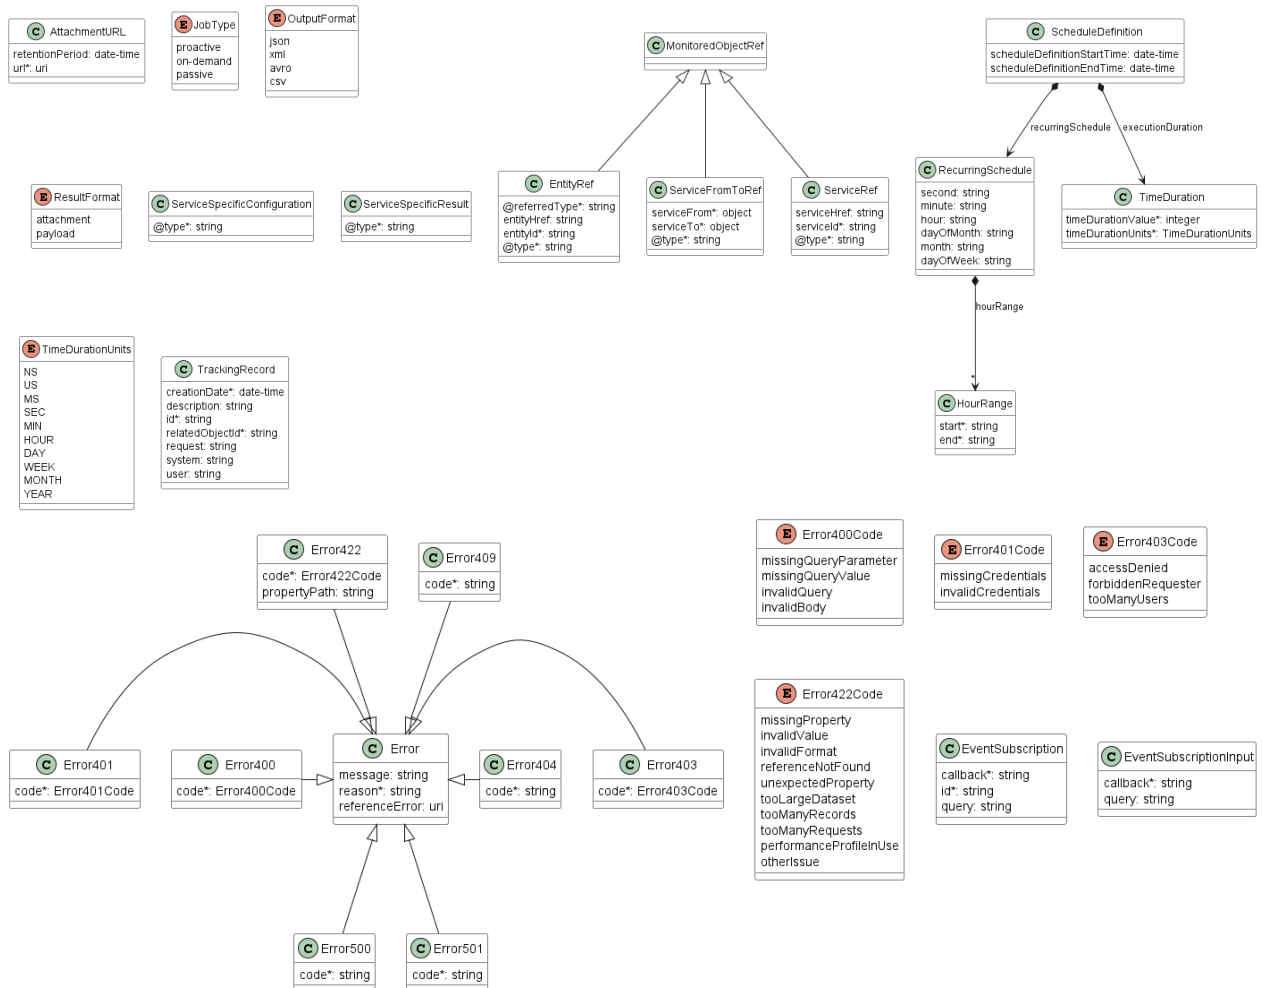 C AttachmentURL
retentionPeriod: date-time
url*: uri
E JobType
proactive
on-demand
passive
E OutputFormat
json
xml
avro
csv
C MonitoredObjectRef
C ScheduleDefinition
scheduleDefinitionStartTime: date-time
scheduleDefinitionEndTime: date-time
recurringSchedule
executionDuration
E ResultFormat
attachment
payload
C ServiceSpecificConfiguration
@type*: string
C ServiceSpecificResult
@type*: string
C EntityRef
@referredType*: string
entityHref: string
entityId*: string
@type*: string
C ServiceFromToRef
serviceFrom*: object
serviceTo*: object
@type*: string
C ServiceRef
serviceHref: string
serviceId*: string
@type*: string
C RecurringSchedule
second: string
minute: string
hour: string
dayOfMonth: string
month: string
dayOfWeek: string
C TimeDuration
timeDurationValue*: integer
timeDurationUnits*: TimeDurationUnits
hourRange
*
E TimeDurationUnits
NS
US
MS
SEC
MIN
HOUR
DAY
WEEK
MONTH
YEAR
C TrackingRecord
creationDate*: date-time
description: string
id*: string
relatedObjectId*: string
request: string
system: string
user: string
C HourRange
start*: string
end*: string
C Error422
code*: Error422Code
propertyPath: string
C Error409
code*: string
E Error400Code
missingQueryParameter
missingQueryValue
invalidQuery
invalidBody
E Error401Code
missingCredentials
invalidCredentials
E Error403Code
accessDenied
forbiddenRequester
tooManyUsers
C Error401
code*: Error401Code
C Error400
code*: Error400Code
C Error
message: string
reason*: string
referenceError: uri
C Error404
code*: string
C Error403
code*: Error403Code
E Error422Code
missingProperty
invalidValue
invalidFormat
referenceNotFound
unexpectedProperty
tooLargeDataset
tooManyRecords
tooManyRequests
performanceProfileInUse
otherIssue
C EventSubscription
callback*: string
id*: string
query: string
C EventSubscriptionInput
callback*: string
query: string
C Error500
code*: string
C Error501
code*: string